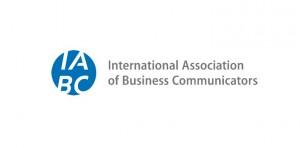 IA
BC
International Association
of Business Communicators